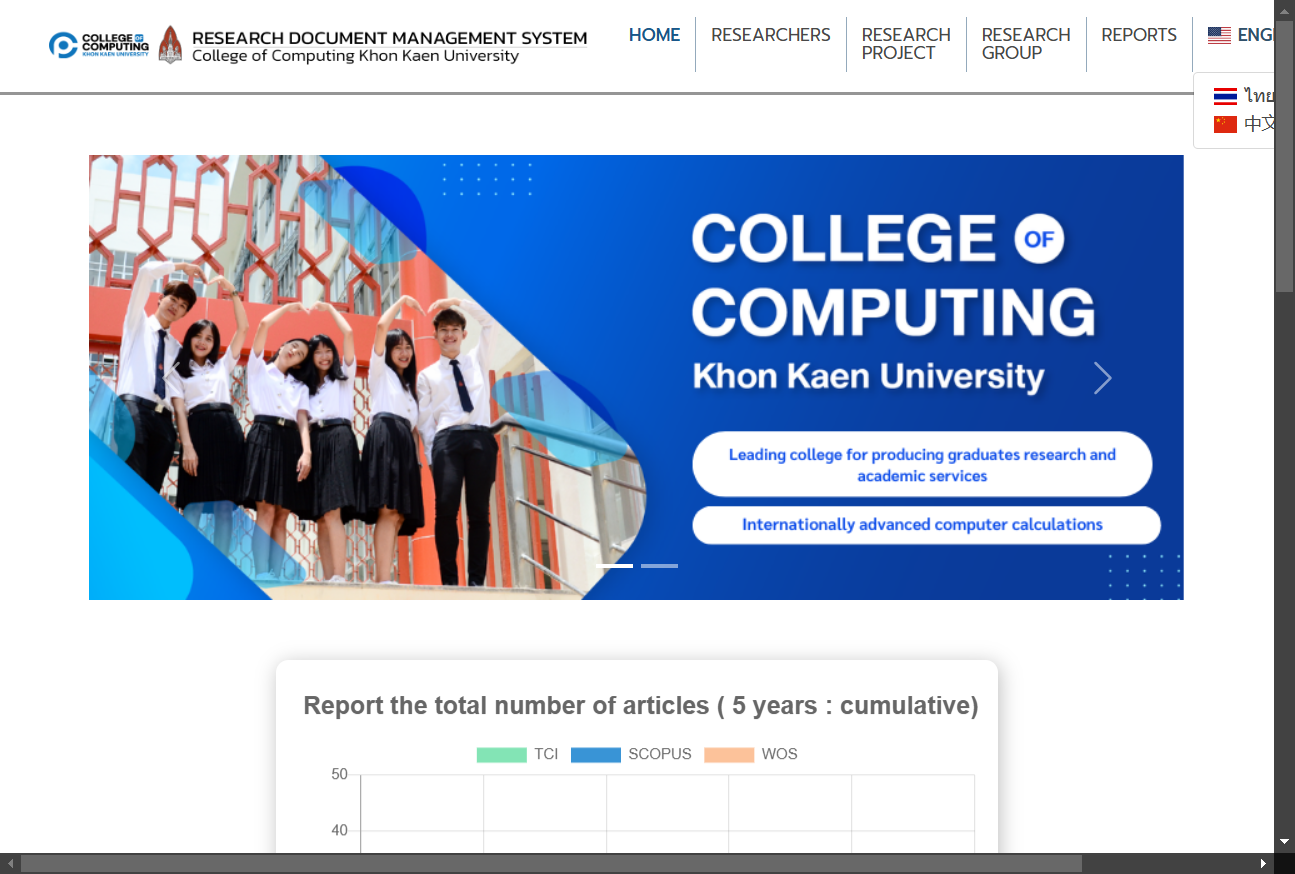 COLLEGE OF
COMPUTING
KHON KAEN UNIVERSITY
RESEARCH DOCUMENT MANAGEMENT SYSTEM
College of Computing Khon Kaen University
HOME
RESEARCHERS
RESEARCH
PROJECT
RESEARCH
GROUP
REPORTS
ENG
ไทย
中文
COLLEGE OF
COMPUTING
Khon Kaen University
Leading college for producing graduates research and
academic services
Internationally advanced computer calculations
Report the total number of articles ( 5 years : cumulative)
TCI
SCOPUS
WOS
50
40